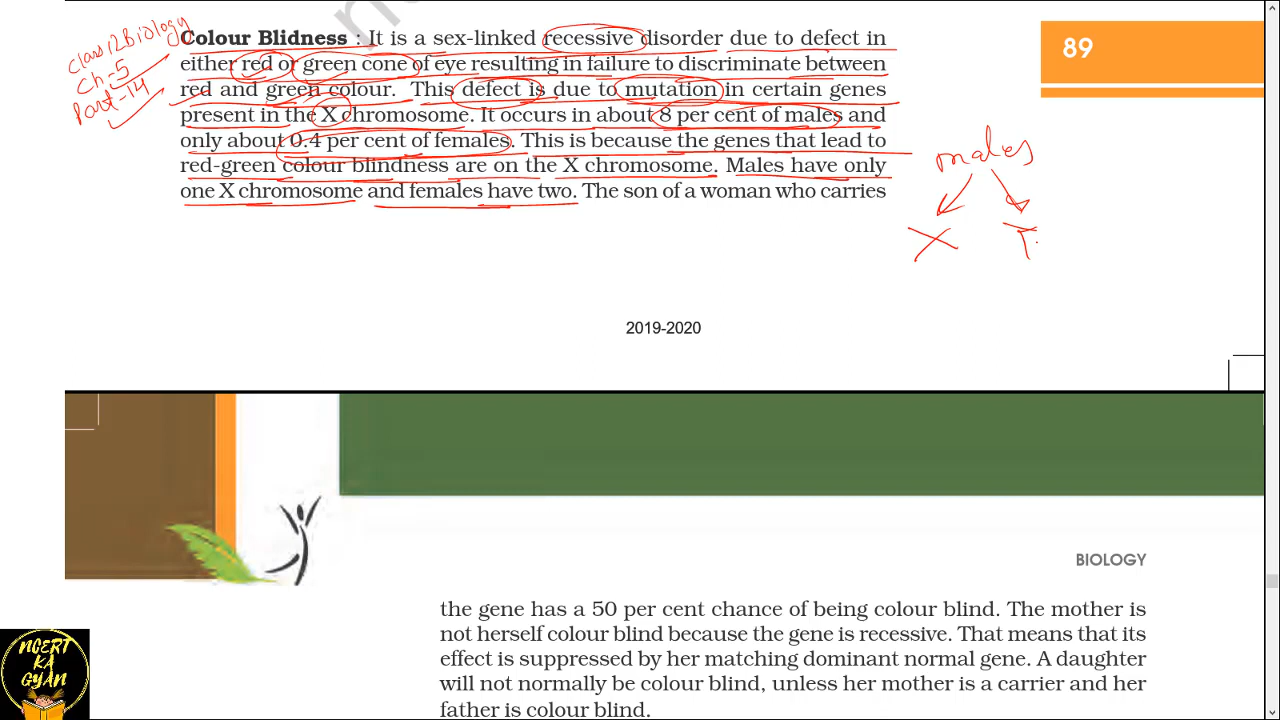 Class 12 Biology
Ch-5
Part-14
Colour Blidness : It is a sex-linked recessive disorder due to defect in
either red or green cone of eye resulting in failure to discriminate between
red and green colour. This defect is due to mutation in certain genes
present in the X chromosome. It occurs in about 8 per cent of males and
only about 0.4 per cent of females. This is because the genes that lead to
red-green colour blindness are on the X chromosome. Males have only
one X chromosome and females have two. The son of a woman who carries
89
males
X
2019-2020
BIOLOGY
the gene has a 50 per cent chance of being colour blind. The mother is
not herself colour blind because the gene is recessive. That means that its
effect is suppressed by her matching dominant normal gene. A daughter
will not normally be colour blind, unless her mother is a carrier and her
father is colour blind.
NCERT
KA
GYAN